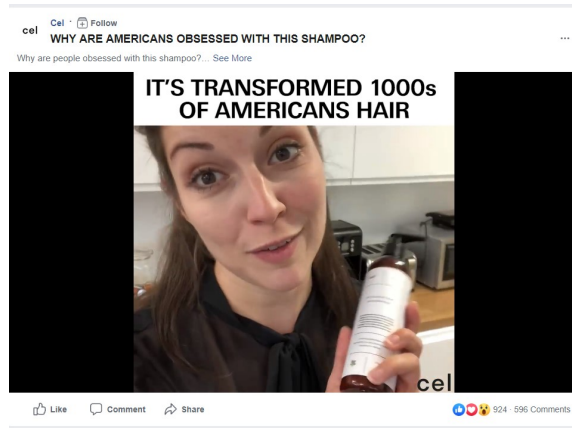 cel
Cel · Follow
WHY ARE AMERICANS OBSESSED WITH THIS SHAMPOO?
Why are people obsessed with this shampoo?... See More
IT'S TRANSFORMED 1000s
OF AMERICANS HAIR
cel
Like Comment Share 924 · 596 Comments